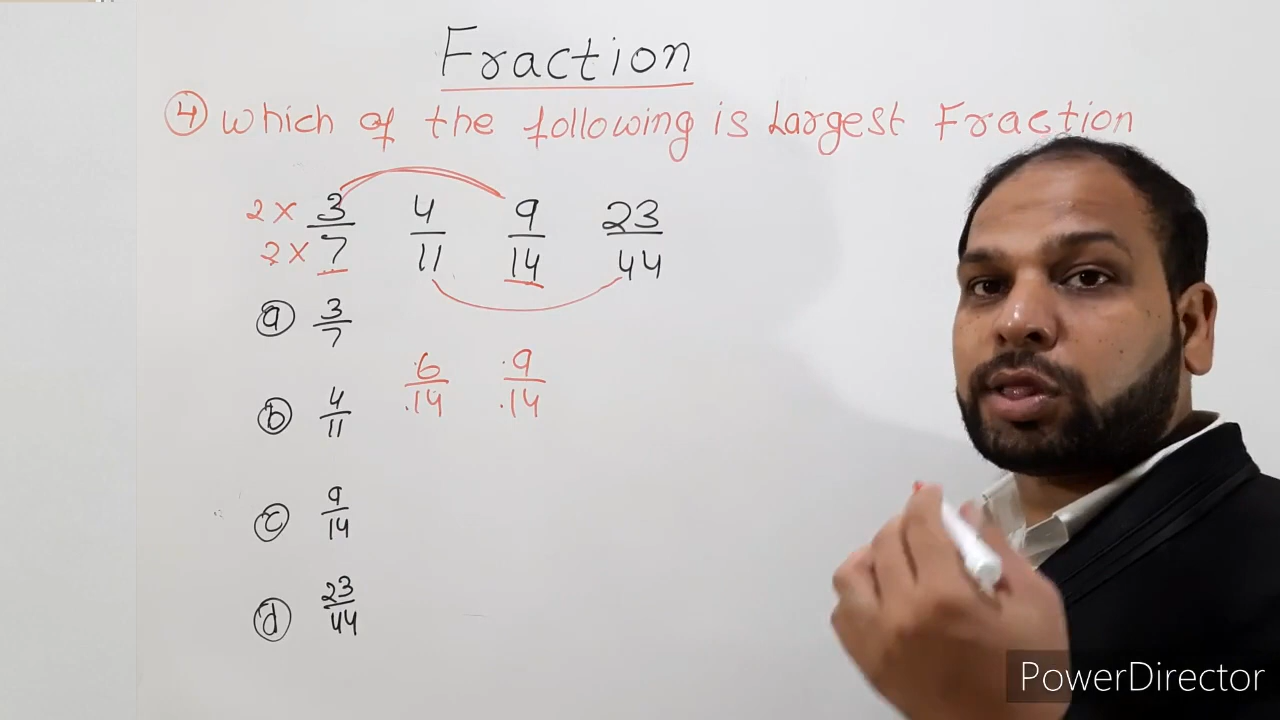 Fraction
④ which of the following is Largest Fraction
2 × 3/7 4/11 9/14 23/44
2 ×
ⓐ 3/7
6/14 9/14
ⓑ 4/11
ⓒ 9/14
ⓓ 23/44
PowerDirector